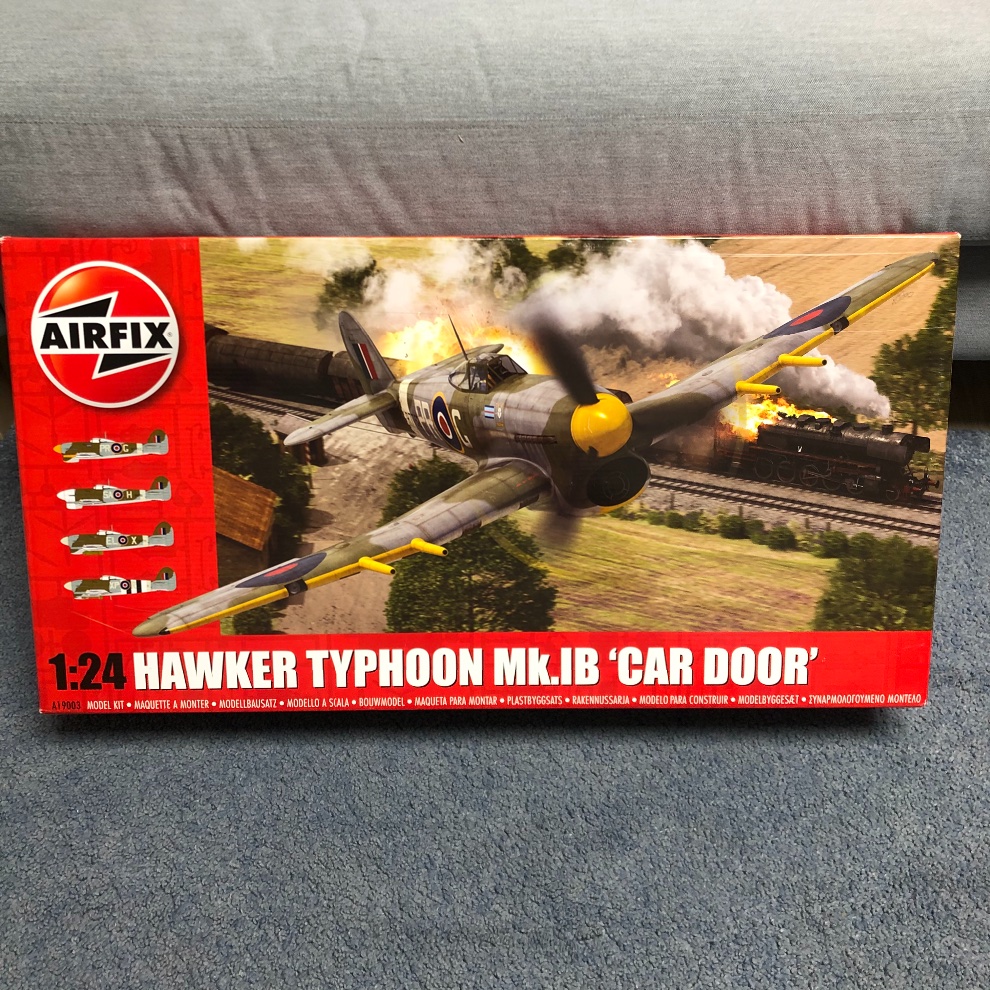 AIRFIX
PR G
1:24 HAWKER TYPHOON Mk.IB ‘CAR DOOR’
A19003 MODEL KIT • MAQUETTE A MONTER • MODELLBAUSATZ • MODELLO A SCALA • BOUWMODEL • MAQUETA PARA MONTAR • PLASTBYGGSATS • RAKENNUSSARJA • MODELO PARA CONSTRUIR • MODELBYGGESÆT • ΣΥΝΑΡΜΟΛΟΓΟΥΜΕΝΟ ΜΟΝΤΕΛΟ